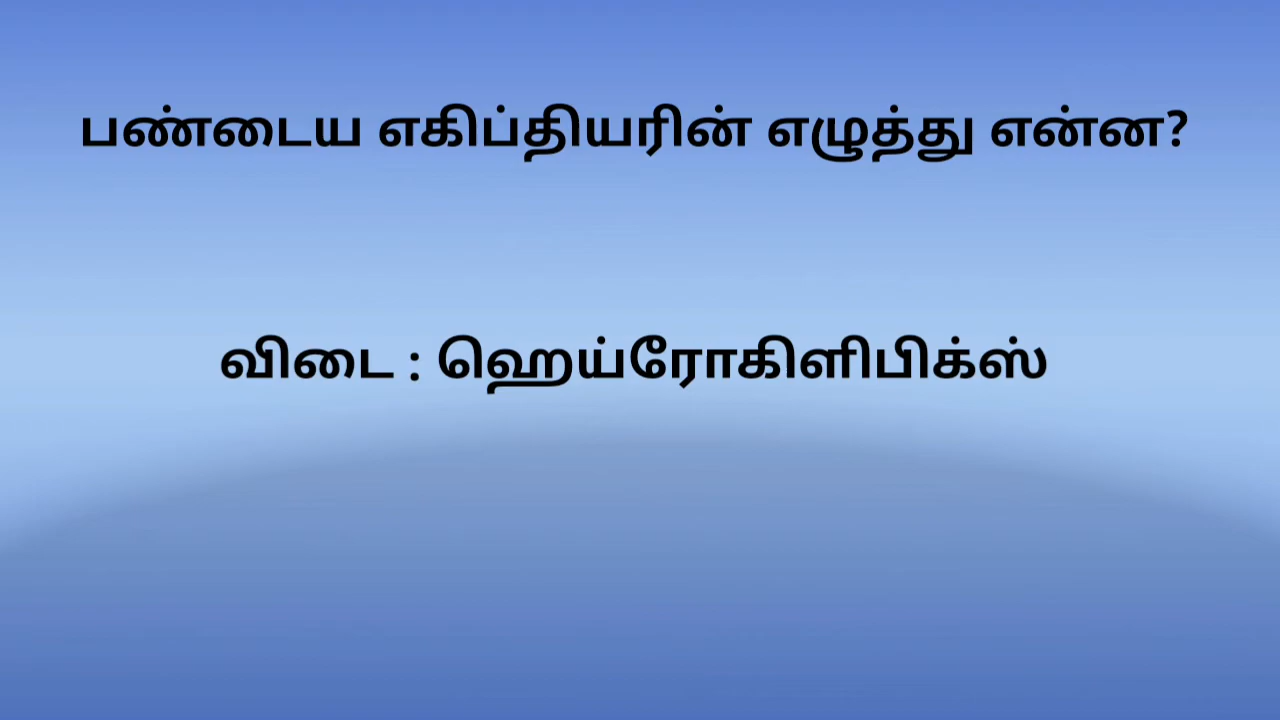 பண்டைய எகிப்தியரின் எழுத்து என்ன?
விடை : ஹெய்ரோகிளிபிக்ஸ்